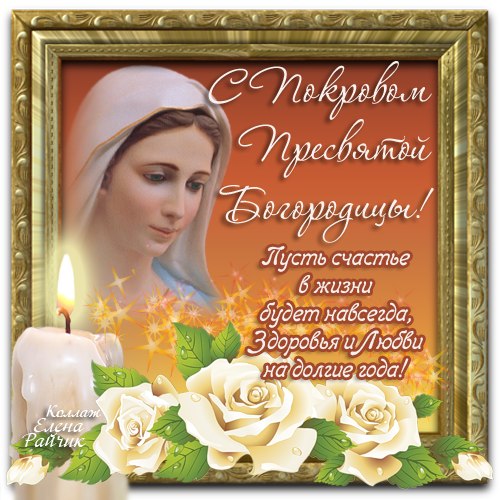 С Покровом
Пресвятой
Богородицы!
Пусть счастье
в жизни
будет навсегда,
Здоровья и Любви
на долгие года!
Коллаж
Елена
Райчик